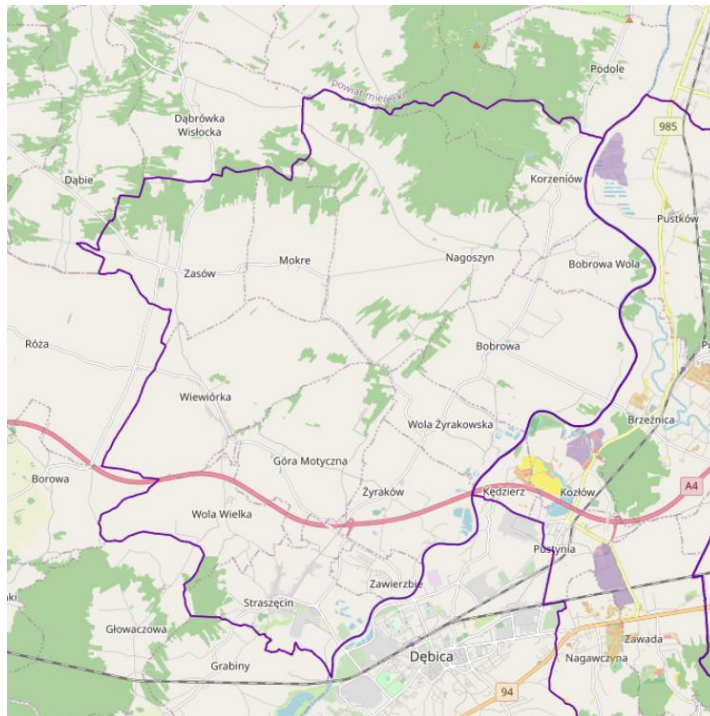 Podole
powiat mielecki
985
Dąbrówka
Wisłocka
Dąbie
Korzeniów
Pustków
Zasów
Mokre
Nagoszyn
Bobrowa Wola
Róża
Bobrowa
Wiewiórka
Wola Żyrakowska
Brzeźnica
Góra Motyczna
Borowa
Żyraków
Kędzierz
Kozłów
A4
Wola Wielka
Pustynia
Zawierzbie
Straszęcin
Głowaczowa
Grabiny
Dębica
Zawada
Nagawczyna
94